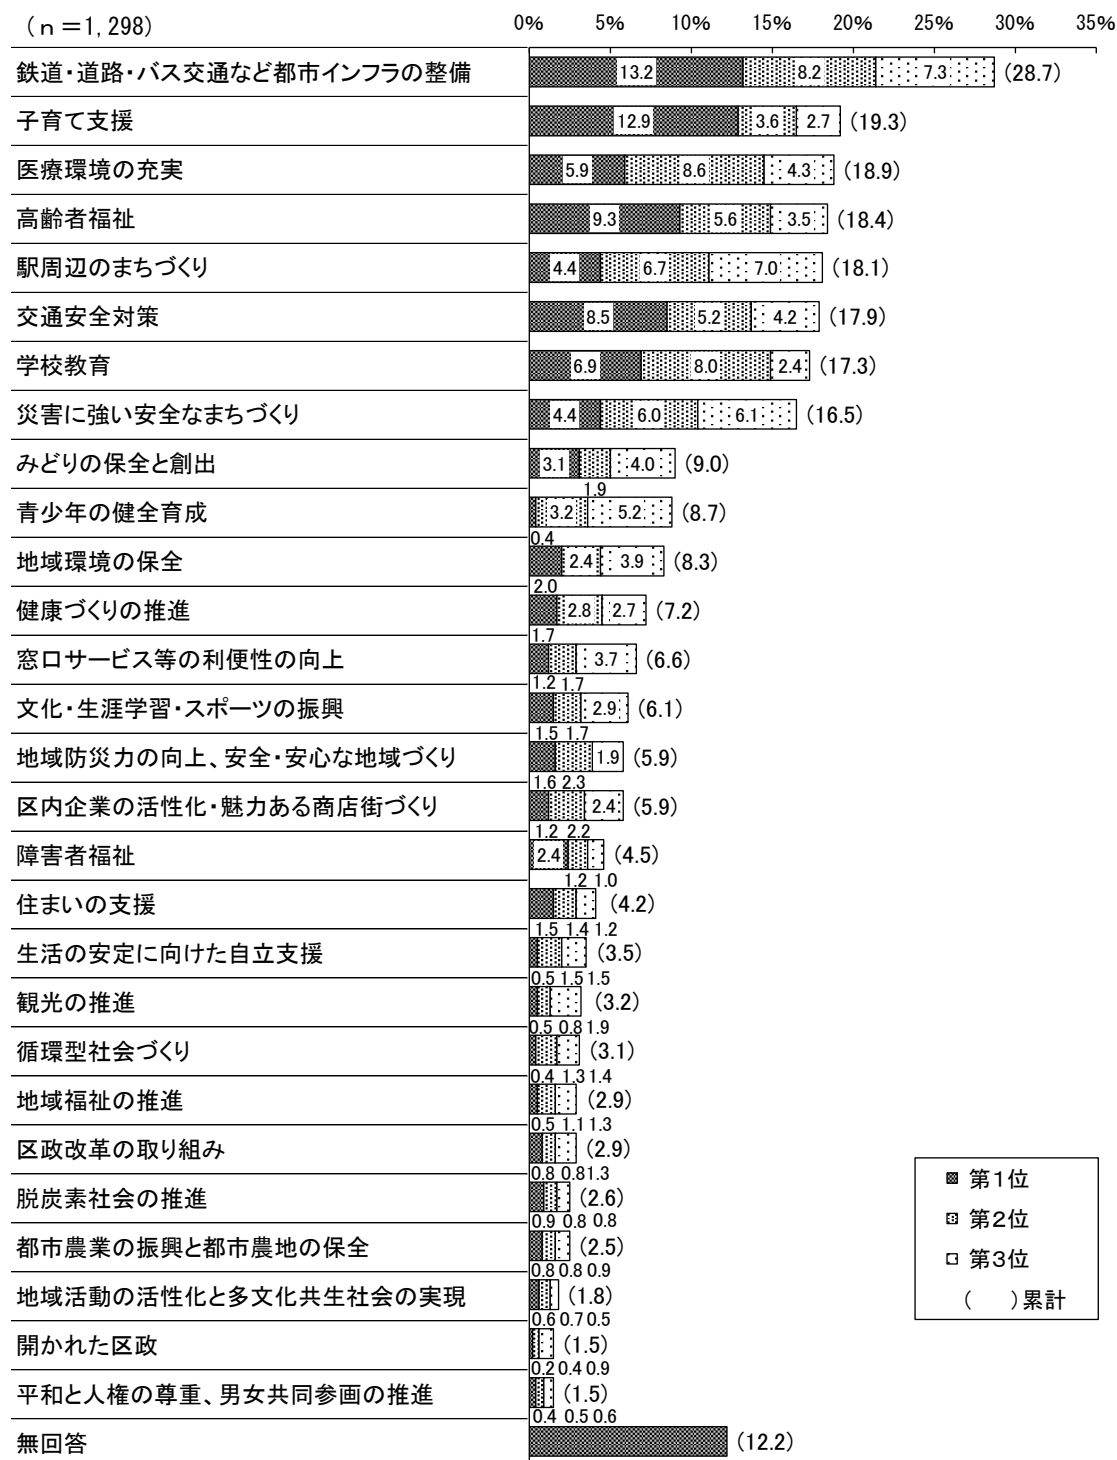 (n=1,298)
0% 5% 10% 15% 20% 25% 30% 35%
鉄道・道路・バス交通など都市インフラの整備 13.2 8.2 7.3 (28.7)
子育て支援 12.9 3.6 2.7 (19.3)
医療環境の充実 5.9 8.6 4.3 (18.9)
高齢者福祉 9.3 5.6 3.5 (18.4)
駅周辺のまちづくり 4.4 6.7 7.0 (18.1)
交通安全対策 8.5 5.2 4.2 (17.9)
学校教育 6.9 8.0 2.4 (17.3)
災害に強い安全なまちづくり 4.4 6.0 6.1 (16.5)
みどりの保全と創出 3.1 4.0 (9.0)
1.9
青少年の健全育成 3.2 5.2 (8.7)
0.4
地域環境の保全 2.4 3.9 (8.3)
2.0
健康づくりの推進 2.8 2.7 (7.2)
1.7
窓口サービス等の利便性の向上 3.7 (6.6)
1.2 1.7
文化・生涯学習・スポーツの振興 2.9 (6.1)
1.5 1.7
地域防災力の向上、安全・安心な地域づくり 1.9 (5.9)
1.6 2.3
区内企業の活性化・魅力ある商店街づくり 2.4 (5.9)
1.2 2.2
障害者福祉 2.4 (4.5)
1.2 1.0
住まいの支援 (4.2)
1.5 1.4 1.2
生活の安定に向けた自立支援 (3.5)
0.5 1.5 1.5
観光の推進 (3.2)
0.5 0.8 1.9
循環型社会づくり (3.1)
0.4 1.3 1.4
地域福祉の推進 (2.9)
0.5 1.1 1.3
区政改革の取り組み (2.9)
0.8 0.8 1.3
脱炭素社会の推進 (2.6)
0.9 0.8 0.8
都市農業の振興と都市農地の保全 (2.5)
0.8 0.8 0.9
地域活動の活性化と多文化共生社会の実現 (1.8)
0.6 0.7 0.5
開かれた区政 (1.5)
0.2 0.4 0.9
平和と人権の尊重、男女共同参画の推進 (1.5)
0.4 0.5 0.6
無回答 (12.2)
第1位
第2位
第3位
( )累計